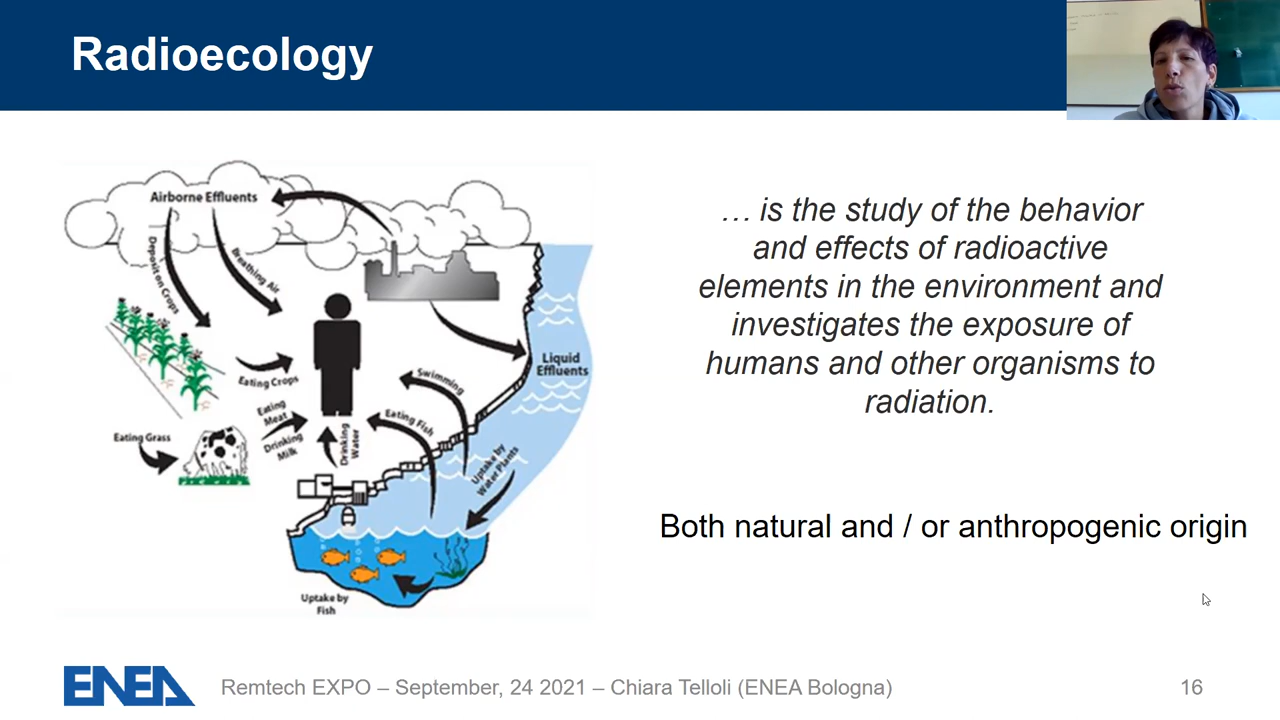 Radioecology
Airborne Effluents
Deposit on Crops
Breathing Air
Liquid
Effluents
Eating Crops
Swimming
Eating
Meat
Drinking
Milk
Eating Fish
Eating Grass
Drinking
Water
Uptake by
Water Plants
Uptake by
Fish
… is the study of the behavior
and effects of radioactive
elements in the environment and
investigates the exposure of
humans and other organisms to
radiation.
Both natural and / or anthropogenic origin
ENEA
Remtech EXPO – September, 24 2021 – Chiara Telloli (ENEA Bologna)
16